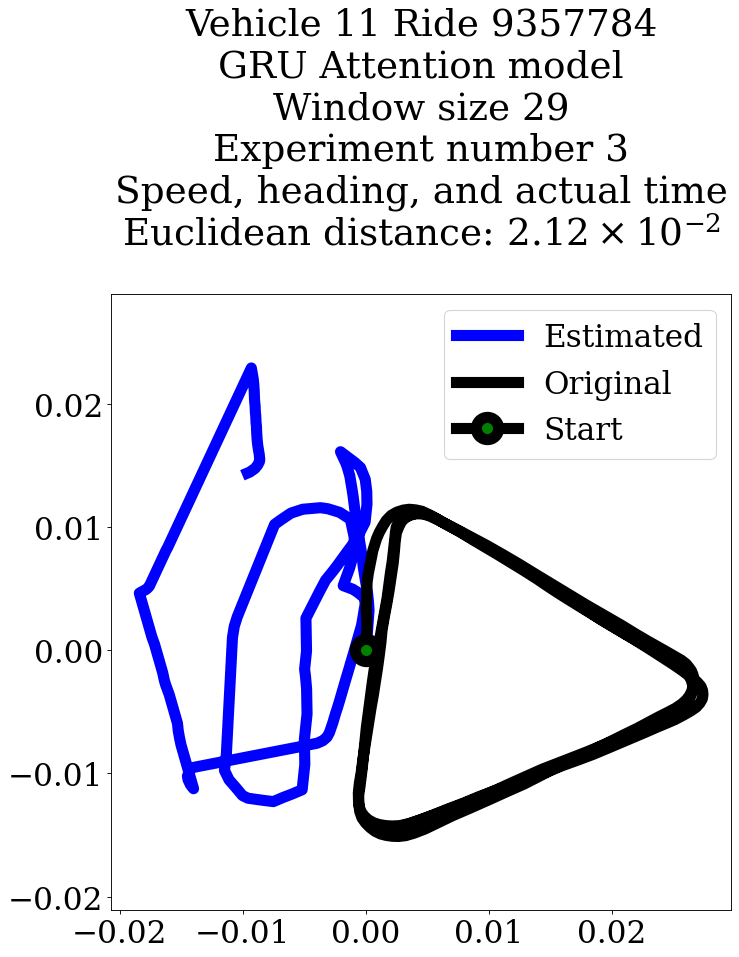 Vehicle 11 Ride 9357784
GRU Attention model
Window size 29
Experiment number 3
Speed, heading, and actual time
Euclidean distance: 2.12 × 10⁻²
Estimated
Original
Start
0.02
0.01
0.00
−0.01
−0.02
−0.02 −0.01 0.00 0.01 0.02